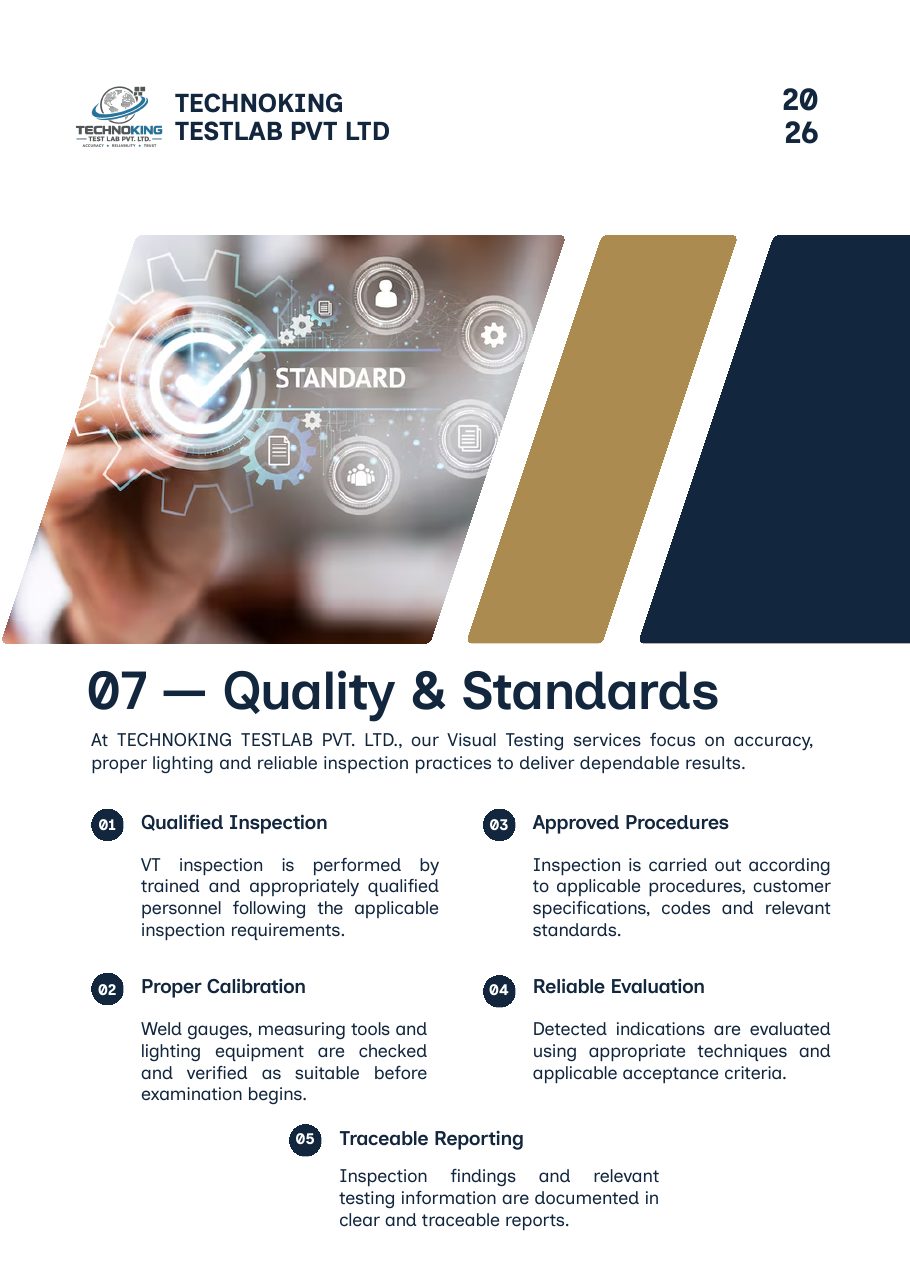 TECHNOKING
TEST LAB PVT. LTD.
ACCURACY • RELIABILITY • TRUST
TECHNOKING
TESTLAB PVT LTD
20
26
STANDARD
07 — Quality & Standards
At TECHNOKING TESTLAB PVT. LTD., our Visual Testing services focus on accuracy,
proper lighting and reliable inspection practices to deliver dependable results.
01 Qualified Inspection
VT inspection is performed by
trained and appropriately qualified
personnel following the applicable
inspection requirements.
02 Proper Calibration
Weld gauges, measuring tools and
lighting equipment are checked
and verified as suitable before
examination begins.
03 Approved Procedures
Inspection is carried out according
to applicable procedures, customer
specifications, codes and relevant
standards.
04 Reliable Evaluation
Detected indications are evaluated
using appropriate techniques and
applicable acceptance criteria.
05 Traceable Reporting
Inspection findings and relevant
testing information are documented in
clear and traceable reports.